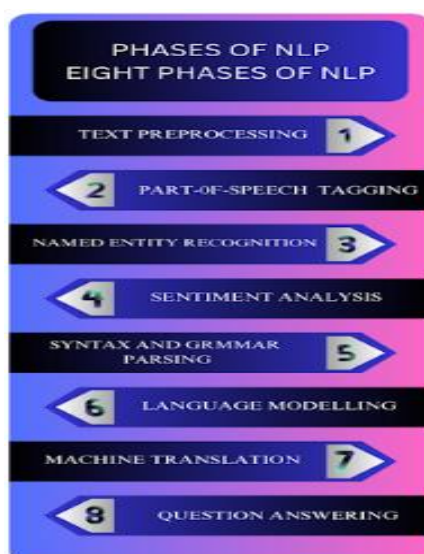 PHASES OF NLP
EIGHT PHASES OF NLP
TEXT PREPROCESSING 1
2 PART-0F-SPEECH TAGGING
NAMED ENTITY RECOGNITION 3
4 SENTIMENT ANALYSIS
SYNTAX AND GRMMAR
PARSING 5
6 LANGUAGE MODELLING
MACHINE TRANSLATION 7
8 QUESTION ANSWERING